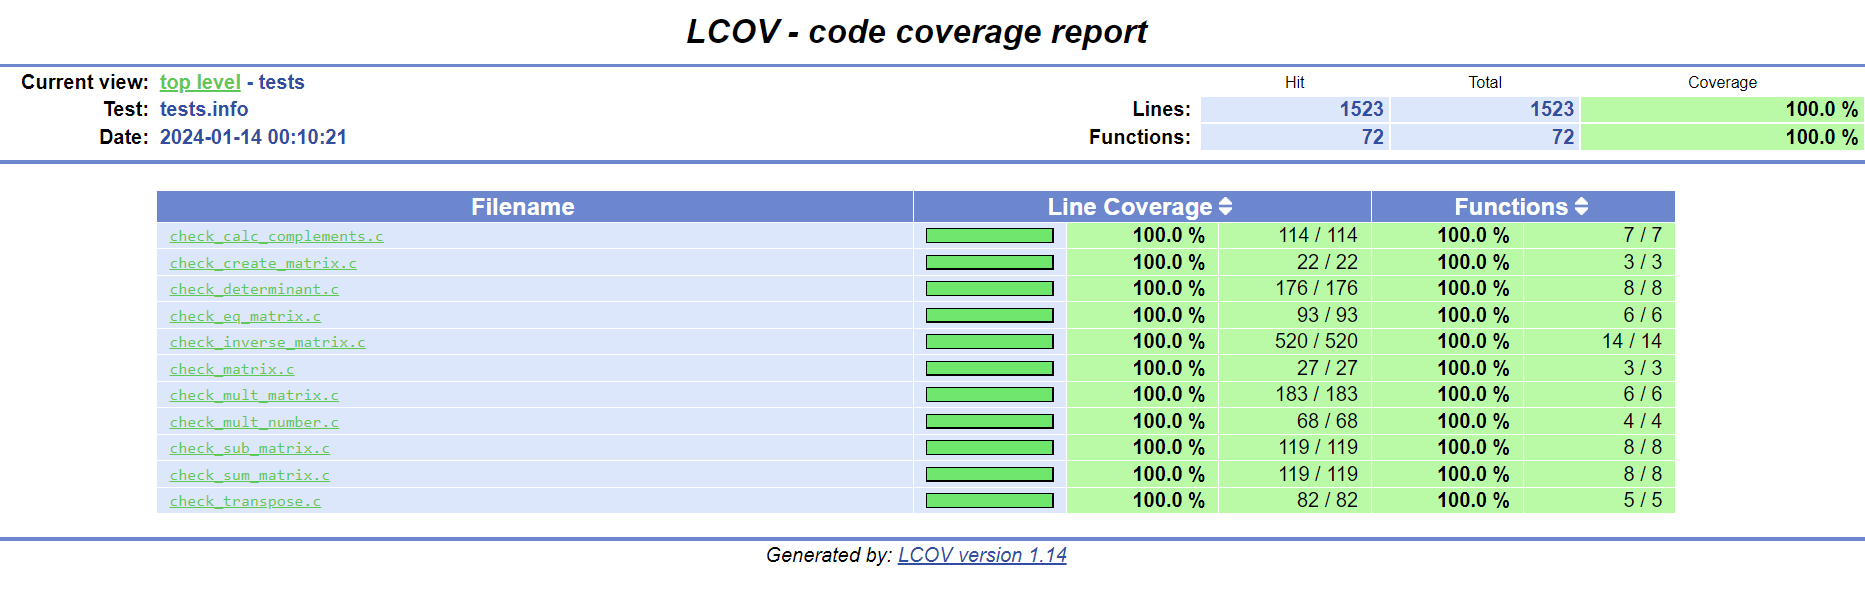 LCOV - code coverage report
Current view: top level - tests
Hit Total Coverage
Test: tests.info
Lines: 1523 1523 100.0 %
Date: 2024-01-14 00:10:21
Functions: 72 72 100.0 %
Filename Line Coverage Functions
check_calc_complements.c 100.0 % 114 / 114 100.0 % 7 / 7
check_create_matrix.c 100.0 % 22 / 22 100.0 % 3 / 3
check_determinant.c 100.0 % 176 / 176 100.0 % 8 / 8
check_eq_matrix.c 100.0 % 93 / 93 100.0 % 6 / 6
check_inverse_matrix.c 100.0 % 520 / 520 100.0 % 14 / 14
check_matrix.c 100.0 % 27 / 27 100.0 % 3 / 3
check_mult_matrix.c 100.0 % 183 / 183 100.0 % 6 / 6
check_mult_number.c 100.0 % 68 / 68 100.0 % 4 / 4
check_sub_matrix.c 100.0 % 119 / 119 100.0 % 8 / 8
check_sum_matrix.c 100.0 % 119 / 119 100.0 % 8 / 8
check_transpose.c 100.0 % 82 / 82 100.0 % 5 / 5
Generated by: LCOV version 1.14